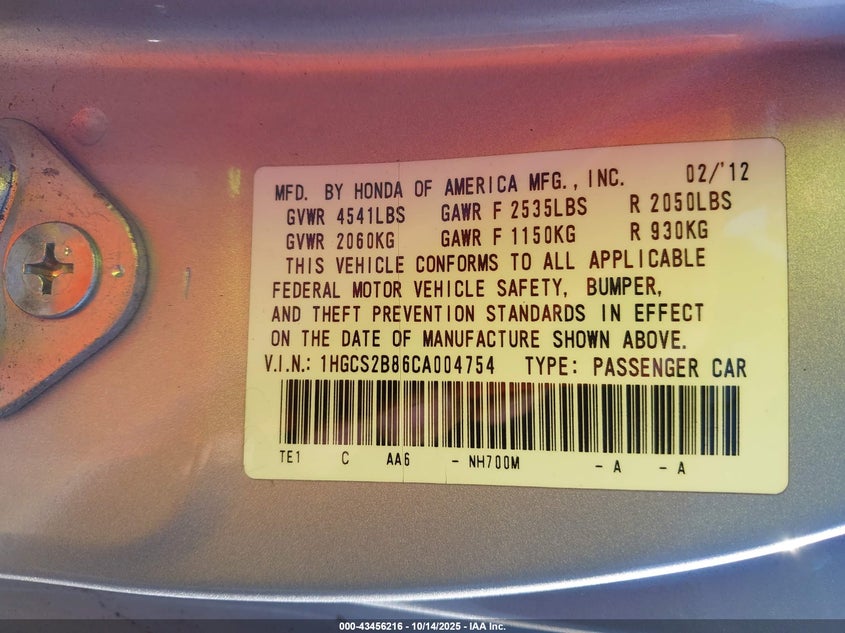 MFD. BY HONDA OF AMERICA MFG., INC. 02/'12
GVWR 4541LBS GAWR F 2535LBS R 2050LBS
GVWR 2060KG GAWR F 1150KG R 930KG
THIS VEHICLE CONFORMS TO ALL APPLICABLE
FEDERAL MOTOR VEHICLE SAFETY, BUMPER,
AND THEFT PREVENTION STANDARDS IN EFFECT
ON THE DATE OF MANUFACTURE SHOWN ABOVE.
V.I.N.: 1HGCS2B86CA004754 TYPE: PASSENGER CAR
TE1 C AA6 - NH700M - A - A
000-43456216 - 10/14/2025 - IAA Inc.